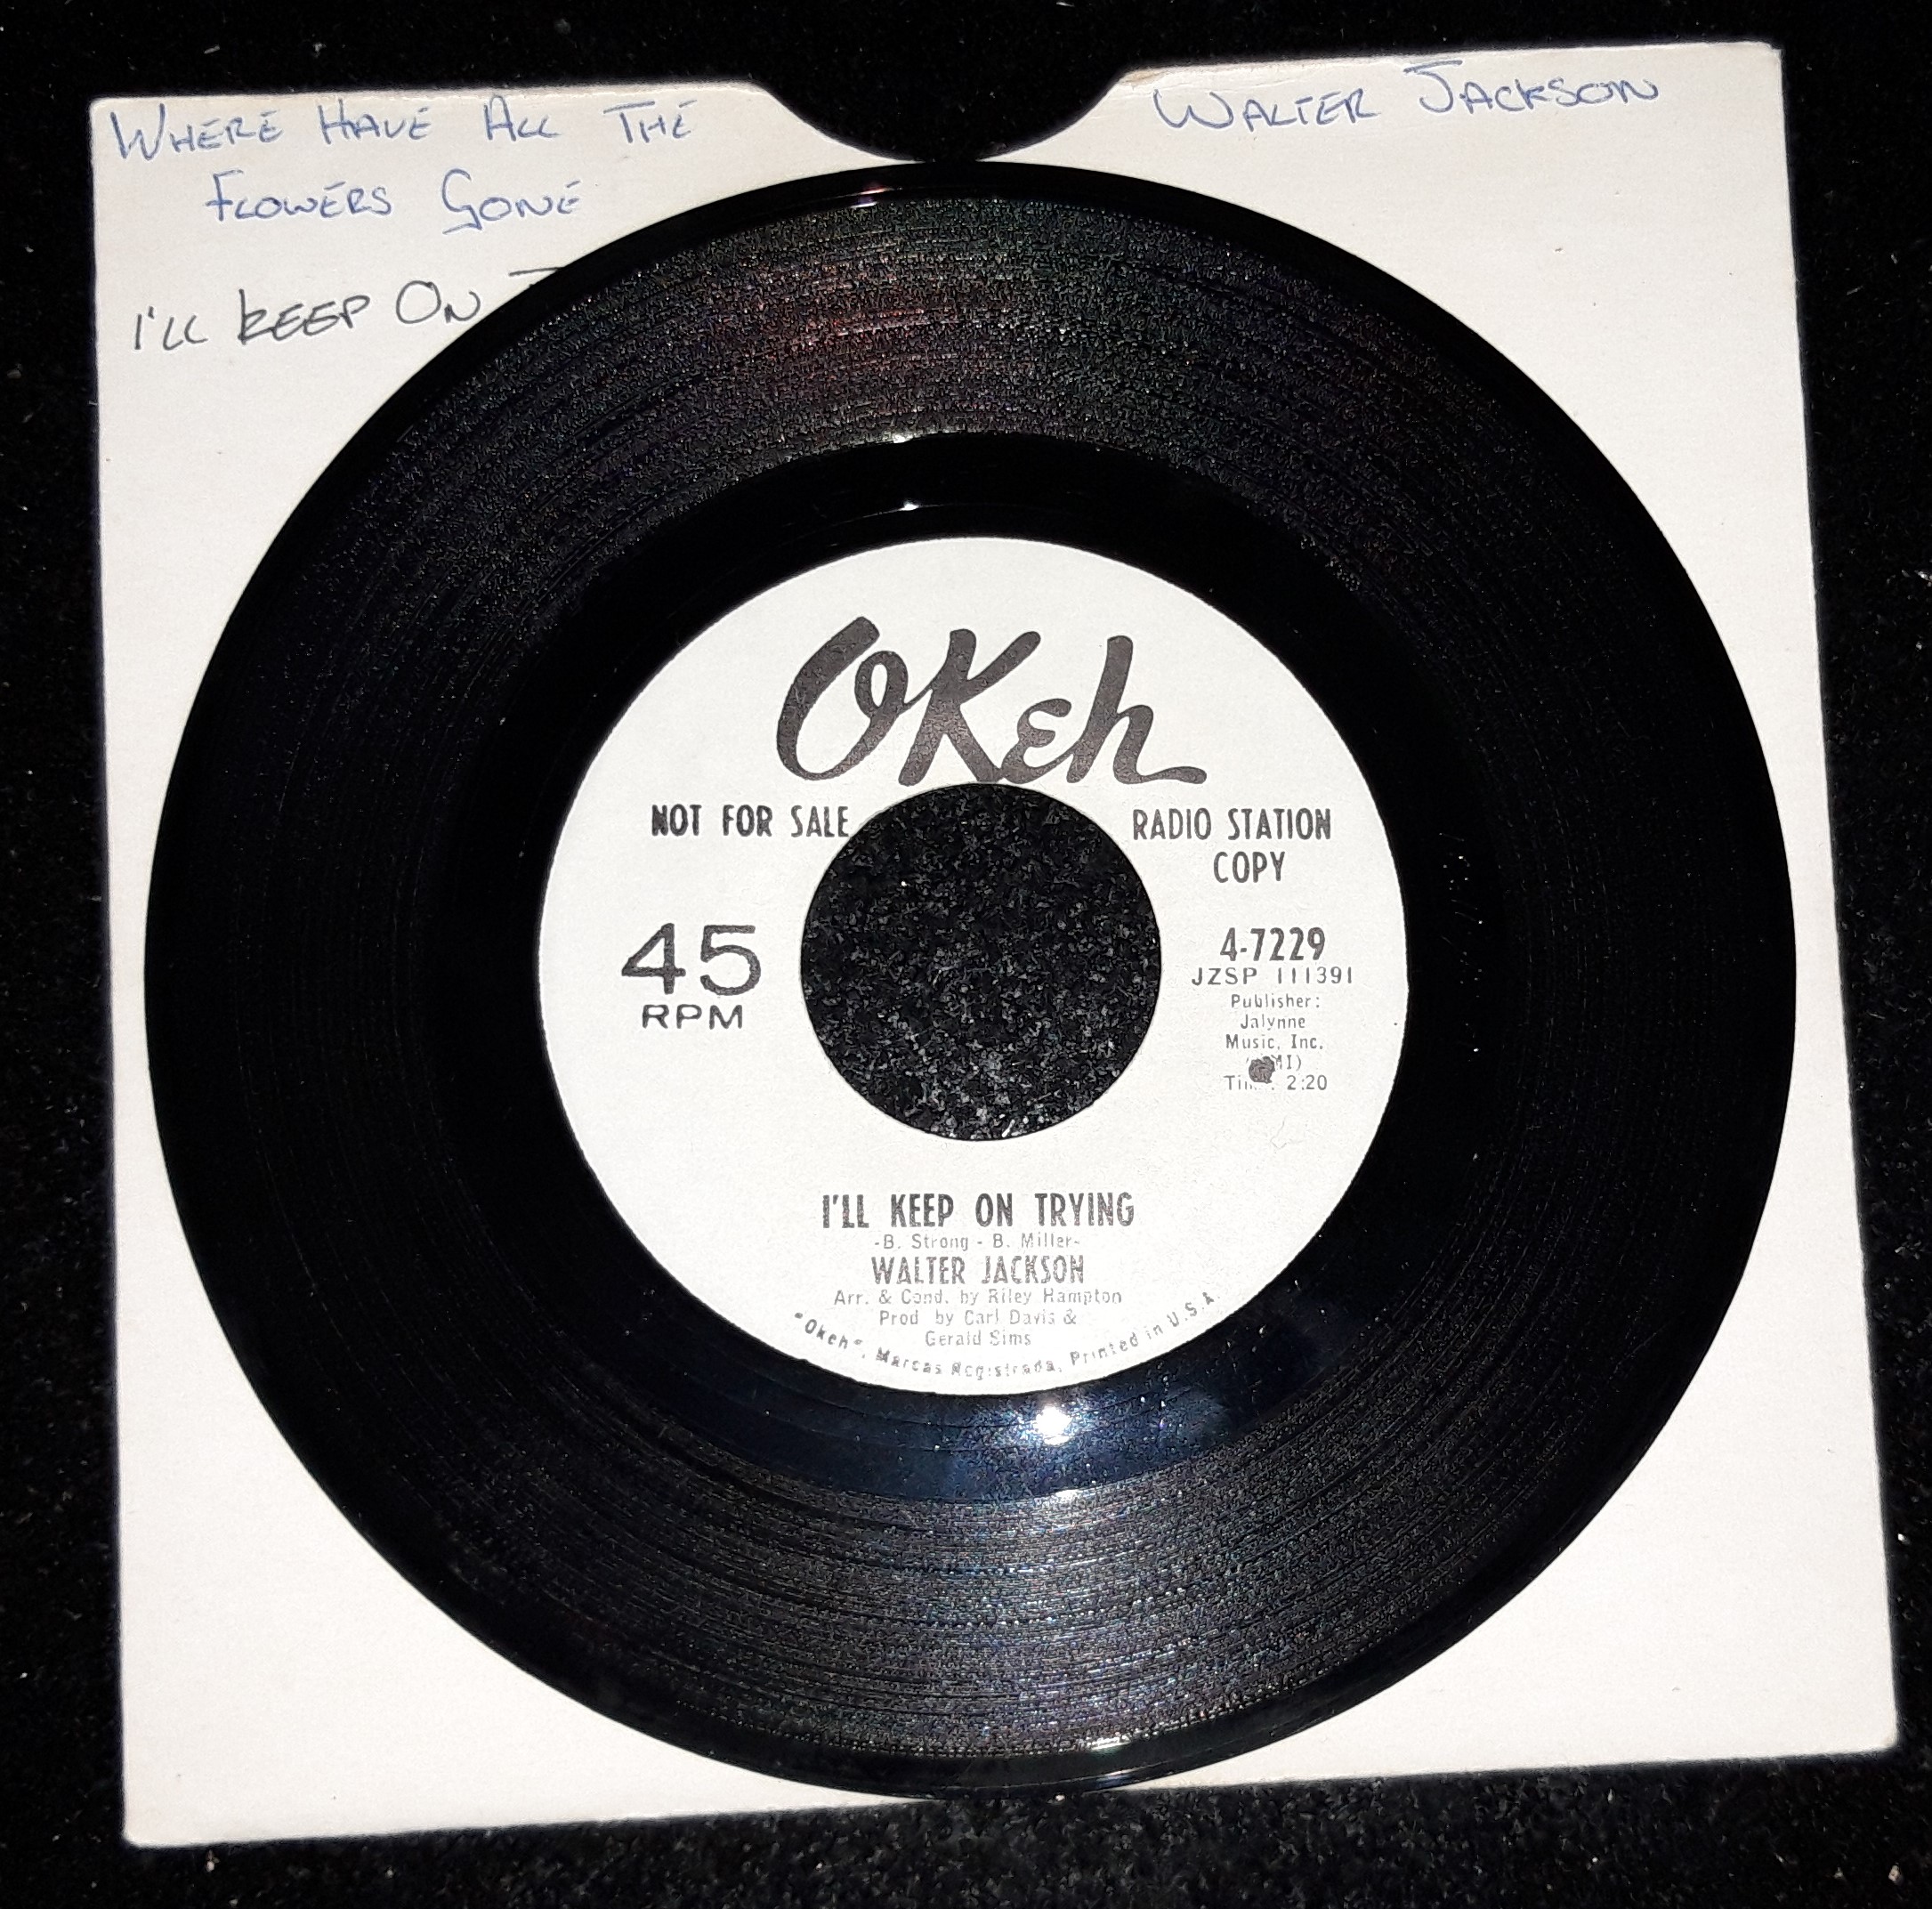 WHERE HAVE ALL THE
FLOWERS GONE
I'LL KEEP ON
WALTER JACKSON
OKeh
NOT FOR SALE
RADIO STATION
COPY
45
RPM
4-7229
JZSP 111391
Publisher:
Jalynne
Music, Inc.
2:20
I'LL KEEP ON TRYING
-B. Strong - B. Miller-
WALTER JACKSON
Arr. & Cond. by Riley Hampton
Prod. by Carl Davis &
Gerald Sims
"Okeh", Marcas Registrada. Printed in U.S.A.